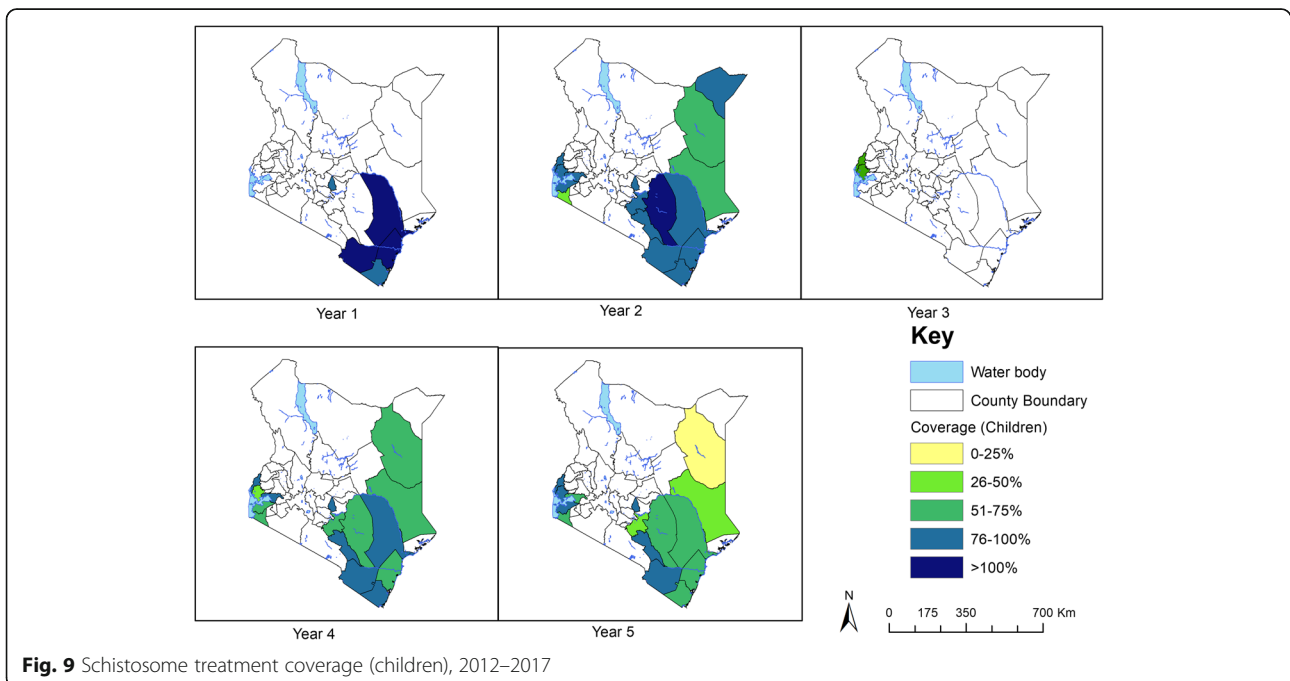 Year 1
Year 2
Year 3
Key
Water body
County Boundary
Coverage (Children)
0-25%
26-50%
51-75%
76-100%
>100%
N
0 175 350 700 Km
Year 4
Year 5
Fig. 9 Schistosome treatment coverage (children), 2012–2017